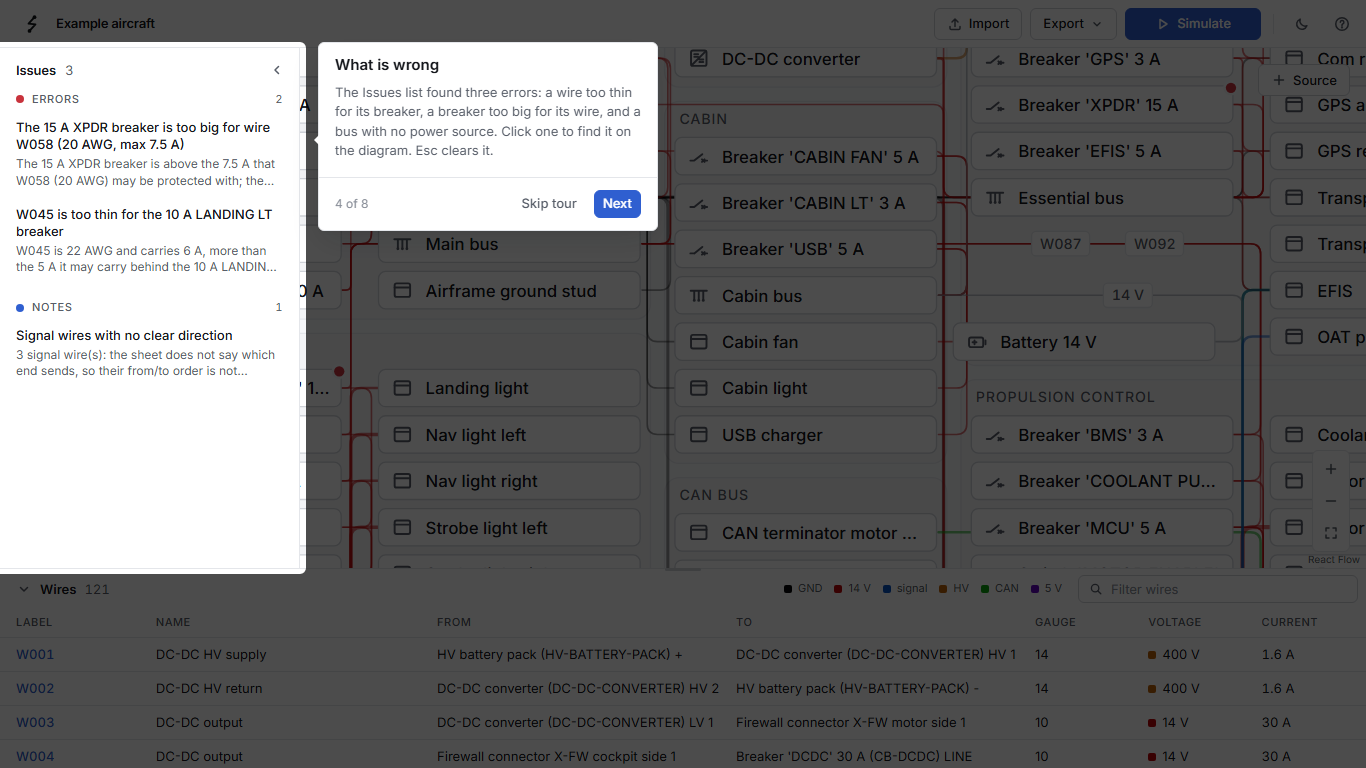 Example aircraft
Import
Export
Simulate
Issues 3
ERRORS 2
The 15 A XPDR breaker is too big for wire
W058 (20 AWG, max 7.5 A)
The 15 A XPDR breaker is above the 7.5 A that
W058 (20 AWG) may be protected with; the...
W045 is too thin for the 10 A LANDING LT
breaker
W045 is 22 AWG and carries 6 A, more than
the 5 A it may carry behind the 10 A LANDIN...
NOTES 1
Signal wires with no clear direction
3 signal wire(s): the sheet does not say which
end sends, so their from/to order is not...
What is wrong
The Issues list found three errors: a wire too thin
for its breaker, a breaker too big for its wire, and a
bus with no power source. Click one to find it on
the diagram. Esc clears it.
4 of 8
Skip tour
Next
A
0 A
' 1...
Main bus
Airframe ground stud
Landing light
Nav light left
Nav light right
Strobe light left
DC-DC converter
CABIN
Breaker 'CABIN FAN' 5 A
Breaker 'CABIN LT' 3 A
Breaker 'USB' 5 A
Cabin bus
Cabin fan
Cabin light
USB charger
CAN BUS
CAN terminator motor ...
Breaker 'GPS' 3 A
Breaker 'XPDR' 15 A
Breaker 'EFIS' 5 A
Essential bus
W087
W092
14 V
Battery 14 V
PROPULSION CONTROL
Breaker 'BMS' 3 A
Breaker 'COOLANT PU...
Breaker 'MCU' 5 A
Com r
Source
GPS a
GPS re
Transp
Transp
EFIS
OAT p
Coolar
or
or
React Flow
Wires 121
GND
14 V
signal
HV
CAN
5 V
Filter wires
LABEL NAME FROM TO GAUGE VOLTAGE CURRENT
W001 DC-DC HV supply HV battery pack (HV-BATTERY-PACK) + DC-DC converter (DC-DC-CONVERTER) HV 1 14 400 V 1.6 A
W002 DC-DC HV return DC-DC converter (DC-DC-CONVERTER) HV 2 HV battery pack (HV-BATTERY-PACK) - 14 400 V 1.6 A
W003 DC-DC output DC-DC converter (DC-DC-CONVERTER) LV 1 Firewall connector X-FW motor side 1 10 14 V 30 A
W004 DC-DC output Firewall connector X-FW cockpit side 1 Breaker 'DCDC' 30 A (CB-DCDC) LINE 10 14 V 30 A